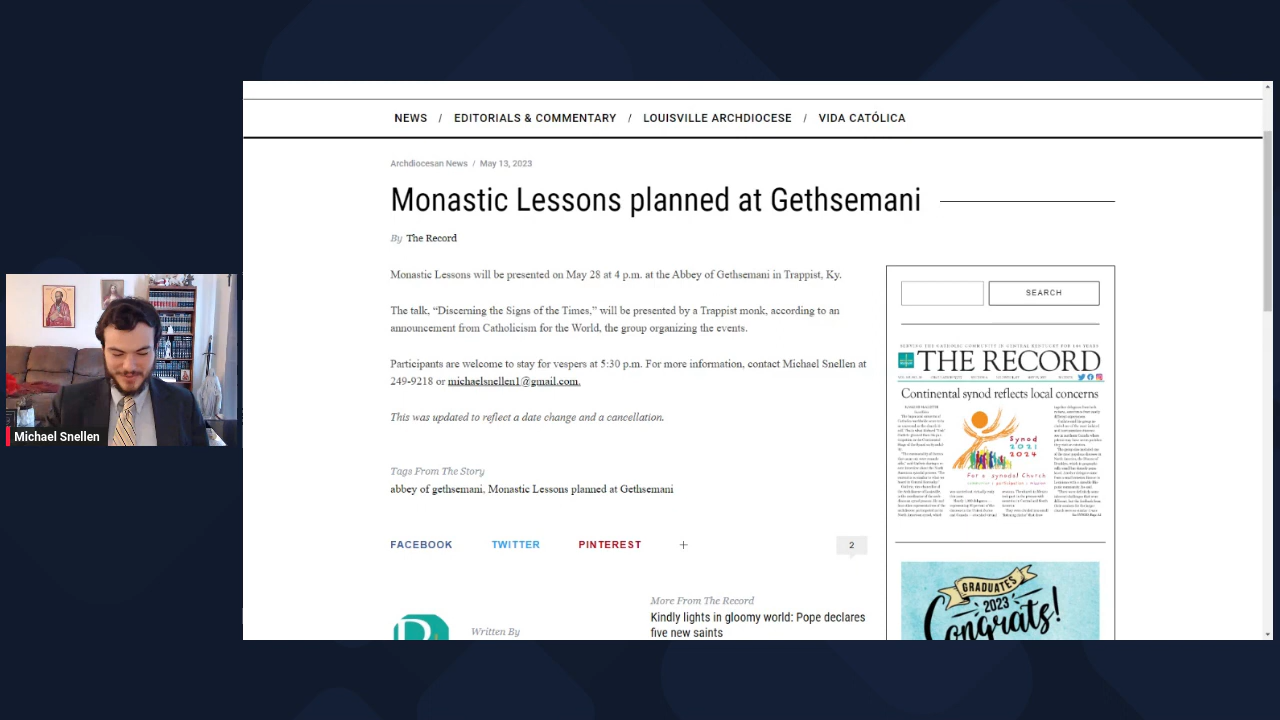 NEWS / EDITORIALS & COMMENTARY / LOUISVILLE ARCHDIOCESE / VIDA CATÓLICA
Archdiocesan News / May 13, 2023
Monastic Lessons planned at Gethsemani
By The Record
Monastic Lessons will be presented on May 28 at 4 p.m. at the Abbey of Gethsemani in Trappist, Ky.
The talk, “Discerning the Signs of the Times,” will be presented by a Trappist monk, according to an
announcement from Catholicism for the World, the group organizing the events.
Participants are welcome to stay for vespers at 5:30 p.m. For more information, contact Michael Snellen at
249-9218 or michaelsnellen1@gmail.com.
This was updated to reflect a date change and a cancellation.
Tags From The Story
abbey of gethsemani, Monastic Lessons planned at Gethsemani
FACEBOOK TWITTER PINTEREST + 2
Written By
More From The Record
Kindly lights in gloomy world: Pope declares
five new saints
SEARCH
THE RECORD
Continental synod reflects local concerns
Synod
2021
2024
For a synodal Church
GRADUATES
2023
Congrats!
Michael Snellen